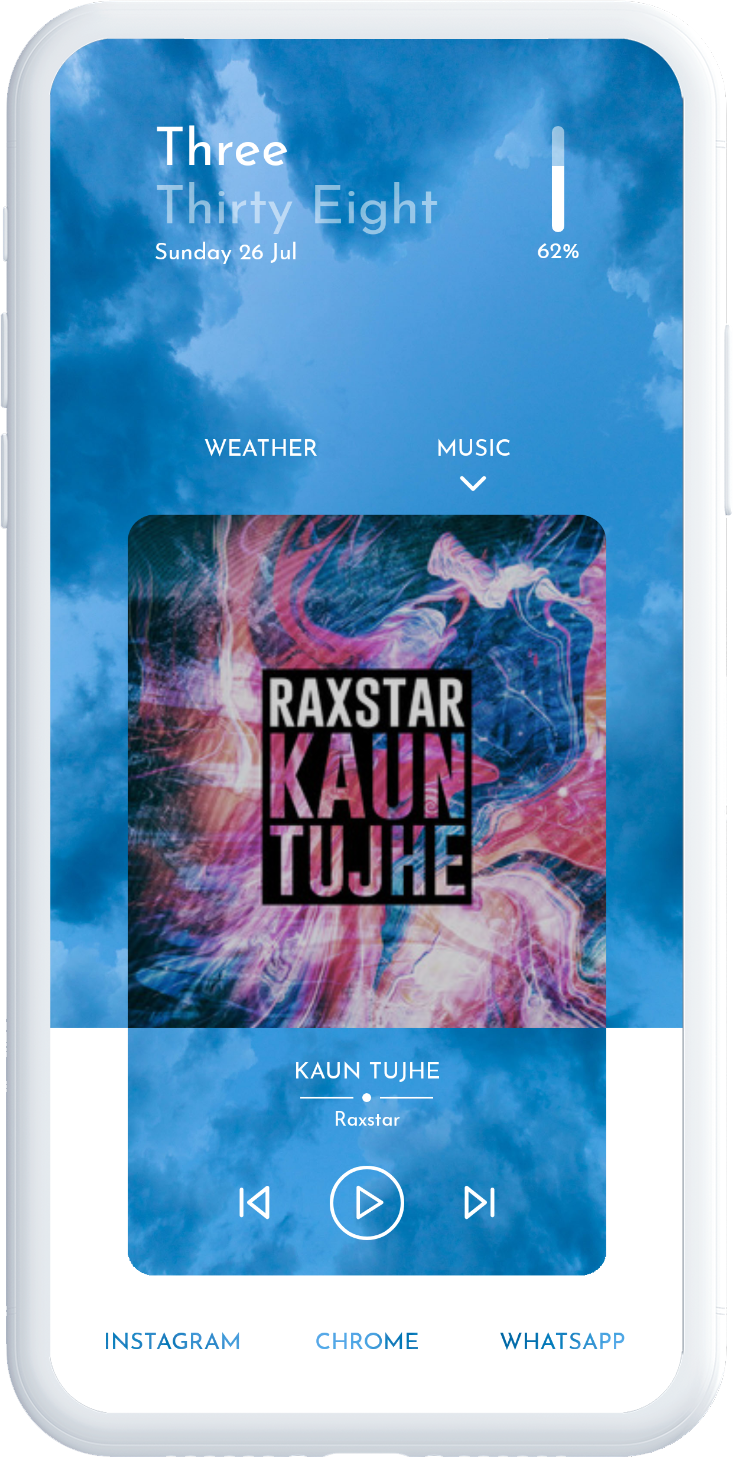 Three
Thirty Eight
Sunday 26 Jul
62%
WEATHER
MUSIC
RAXSTAR
KAUN
TUJHE
KAUN TUJHE
Raxstar
INSTAGRAM
CHROME
WHATSAPP